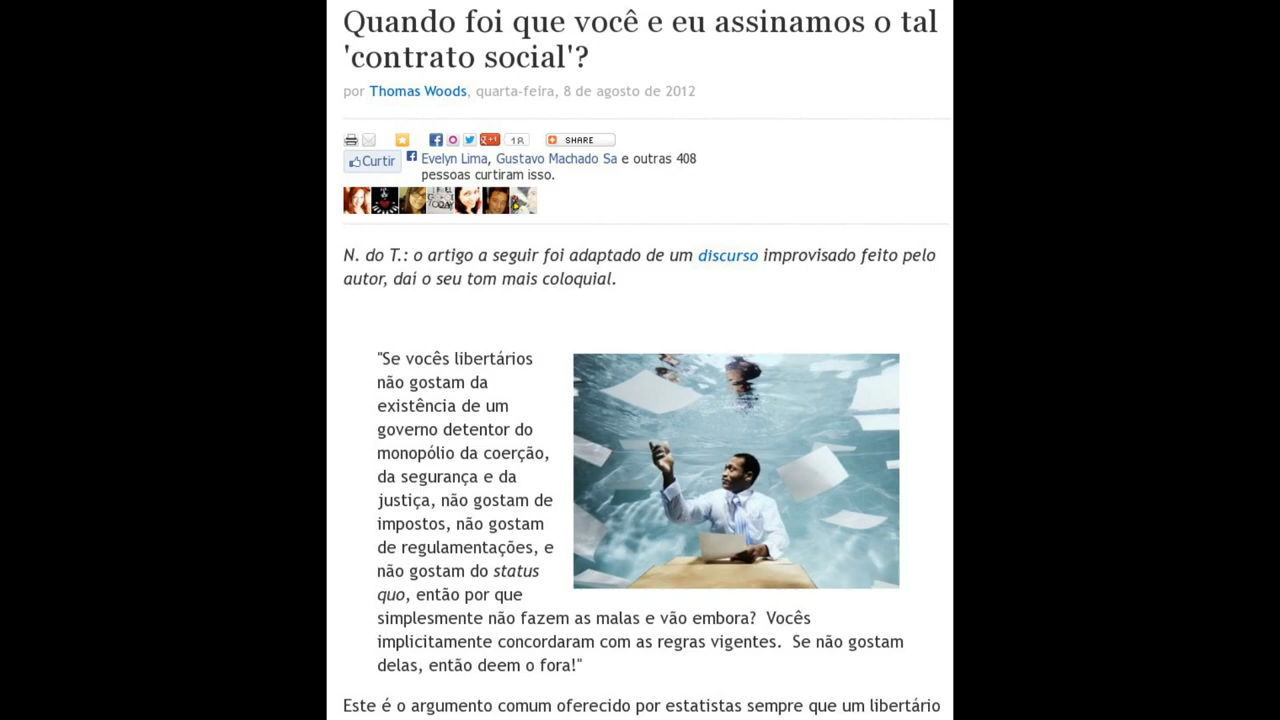 Quando foi que você e eu assinamos o tal
'contrato social'?
por Thomas Woods, quarta-feira, 8 de agosto de 2012
18
SHARE
Curtir
Evelyn Lima, Gustavo Machado Sa e outras 408
pessoas curtiram isso.
N. do T.: o artigo a seguir foi adaptado de um discurso improvisado feito pelo
autor, daí o seu tom mais coloquial.
"Se vocês libertários
não gostam da
existência de um
governo detentor do
monopólio da coerção,
da segurança e da
justiça, não gostam de
impostos, não gostam
de regulamentações, e
não gostam do status
quo, então por que
simplesmente não fazem as malas e vão embora?  Vocês
implicitamente concordaram com as regras vigentes.  Se não gostam
delas, então deem o fora!"
Este é o argumento comum oferecido por estatistas sempre que um libertário